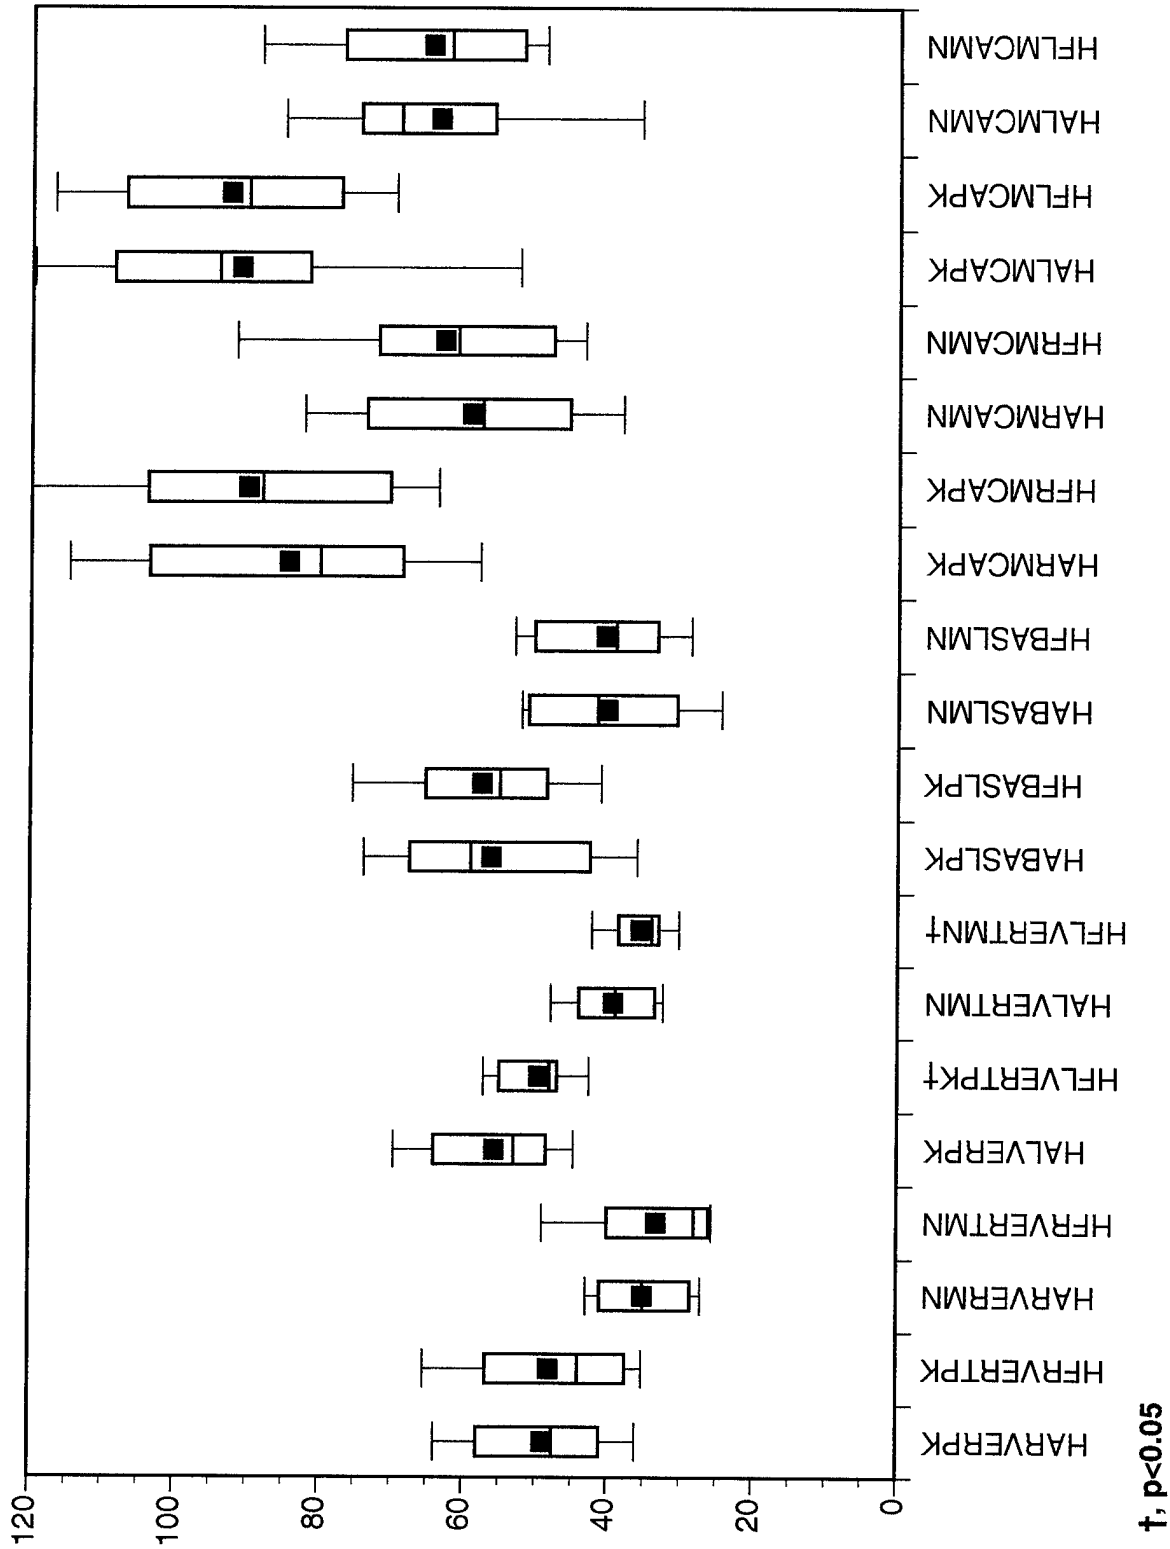 120
100
80
60
40
20
0
HARVERPK
HFRVERTPK
HARVERMN
HFRVERTMN
HALVERPK
HFLVERTPK†
HALVERTMN
HFLVERTMN†
HABASLPK
HFBASLPK
HABASLMN
HFBASLMN
HARMCAPK
HFRMCAPK
HARMCAMN
HFRMCAMN
HALMCAPK
HFLMCAPK
HALMCAMN
HFLMCAMN
†, p<0.05